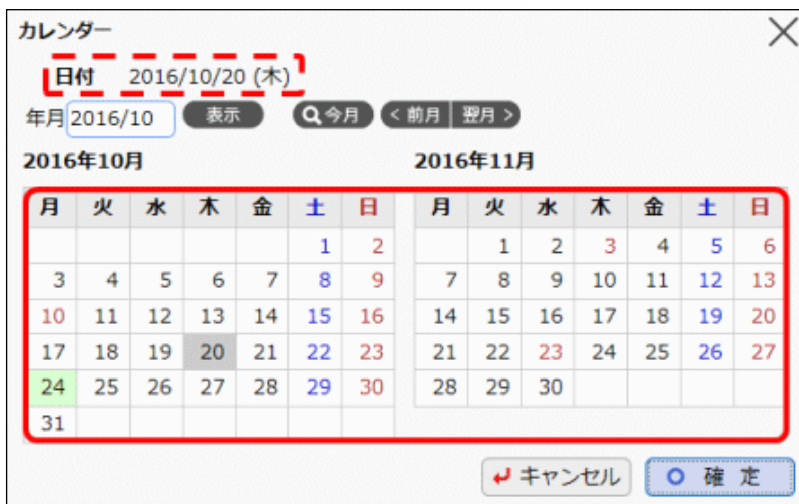 カレンダー
日付 2016/10/20 (木)
年月 2016/10 表示 今月 < 前月 翌月 >
2016年10月 2016年11月
月 火 水 木 金 土 日 月 火 水 木 金 土 日
1 2 1 2 3 4 5 6
3 4 5 6 7 8 9 7 8 9 10 11 12 13
10 11 12 13 14 15 16 14 15 16 17 18 19 20
17 18 19 20 21 22 23 21 22 23 24 25 26 27
24 25 26 27 28 29 30 28 29 30
31
キャンセル 確 定